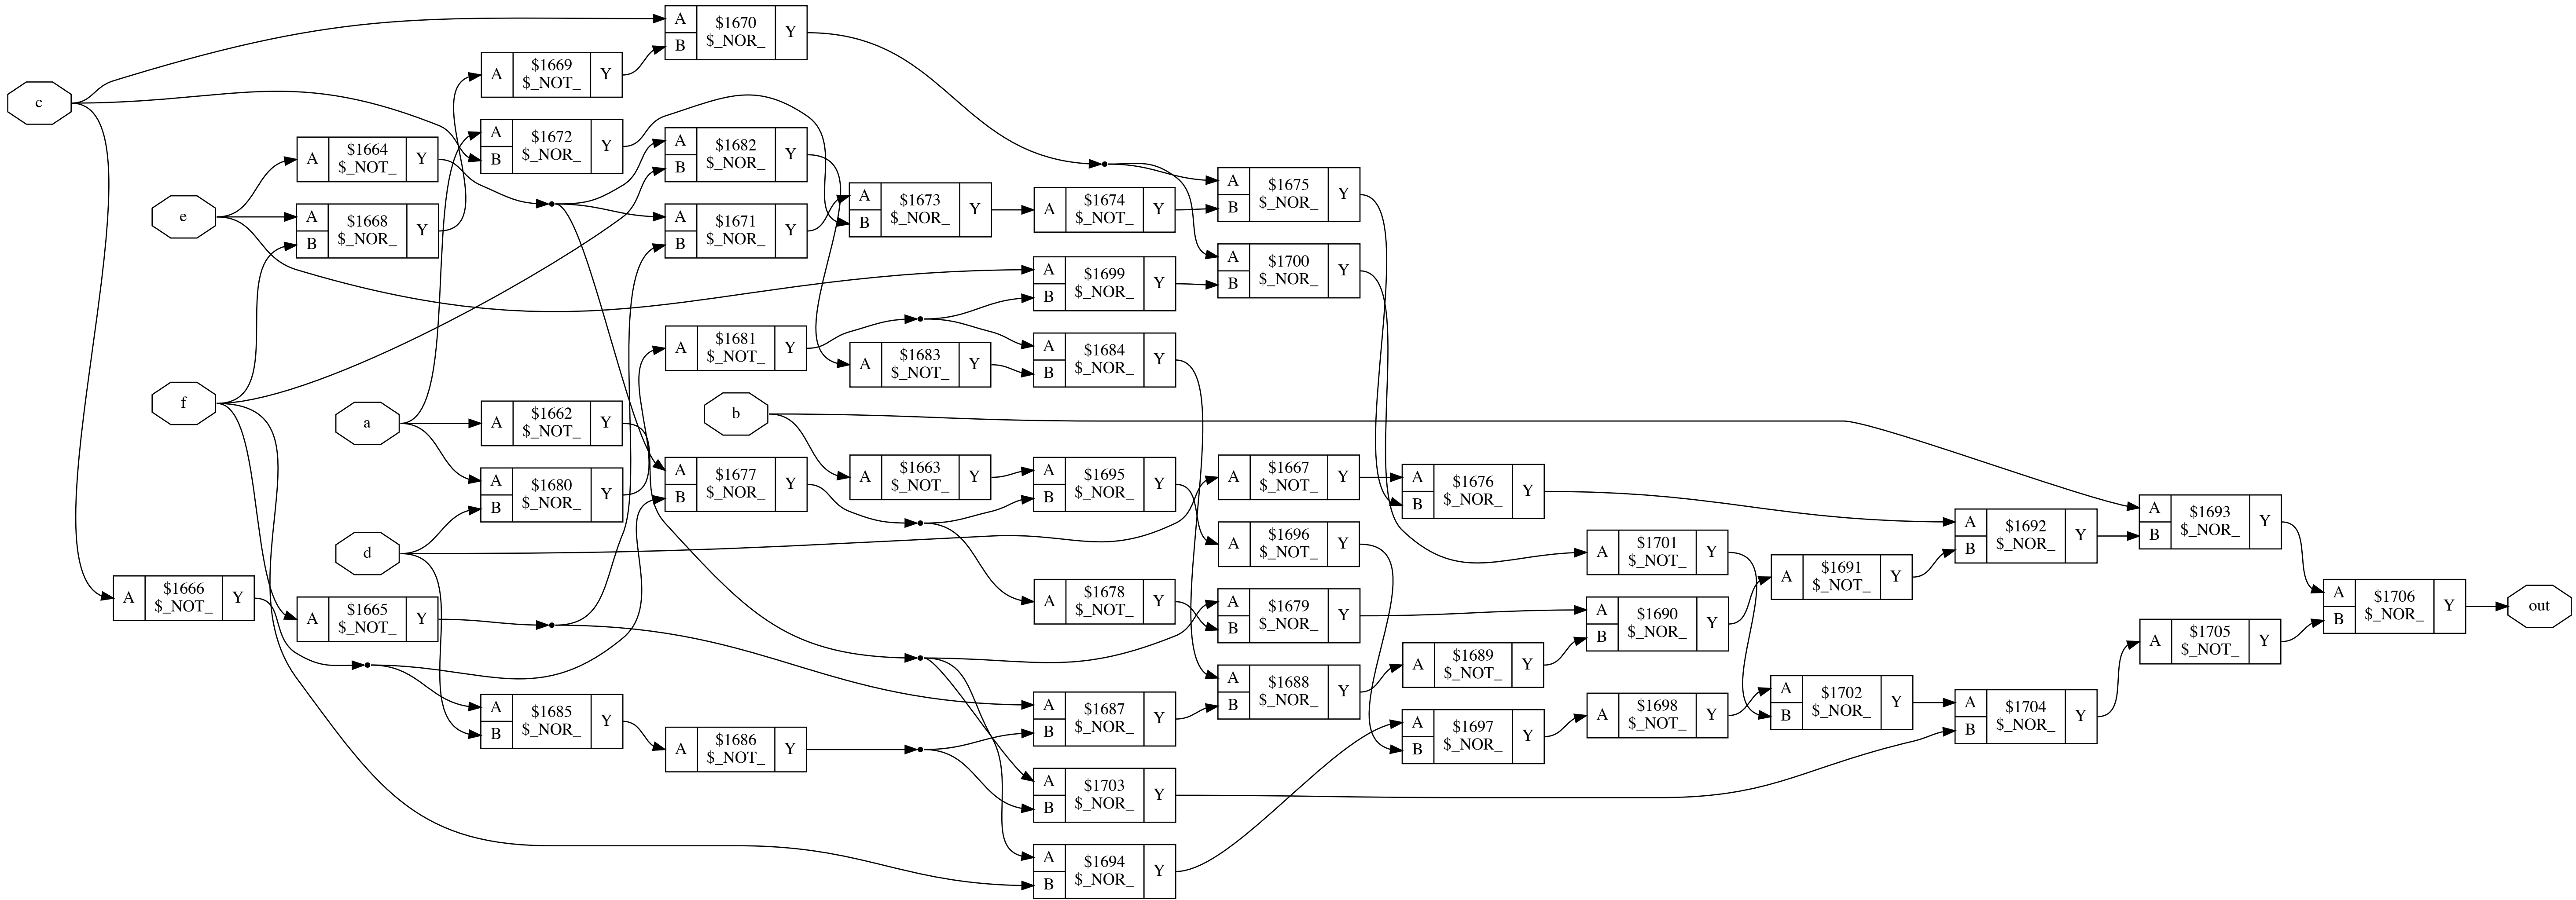 c
e
f
a
d
b
$1666
$_NOT_
A Y
$1664
$_NOT_
A Y
$1668
$_NOR_
A B Y
$1665
$_NOT_
A Y
$1669
$_NOT_
A Y
$1672
$_NOR_
A B Y
$1662
$_NOT_
A Y
$1680
$_NOR_
A B Y
$1685
$_NOR_
A B Y
$1670
$_NOR_
A B Y
$1682
$_NOR_
A B Y
$1671
$_NOR_
A B Y
$1681
$_NOT_
A Y
$1677
$_NOR_
A B Y
$1686
$_NOT_
A Y
$1673
$_NOR_
A B Y
$1683
$_NOT_
A Y
$1663
$_NOT_
A Y
$1674
$_NOT_
A Y
$1699
$_NOR_
A B Y
$1684
$_NOR_
A B Y
$1695
$_NOR_
A B Y
$1678
$_NOT_
A Y
$1687
$_NOR_
A B Y
$1703
$_NOR_
A B Y
$1694
$_NOR_
A B Y
$1675
$_NOR_
A B Y
$1700
$_NOR_
A B Y
$1667
$_NOT_
A Y
$1696
$_NOT_
A Y
$1679
$_NOR_
A B Y
$1688
$_NOR_
A B Y
$1676
$_NOR_
A B Y
$1689
$_NOT_
A Y
$1697
$_NOR_
A B Y
$1701
$_NOT_
A Y
$1690
$_NOR_
A B Y
$1698
$_NOT_
A Y
$1691
$_NOT_
A Y
$1702
$_NOR_
A B Y
$1692
$_NOR_
A B Y
$1704
$_NOR_
A B Y
$1693
$_NOR_
A B Y
$1705
$_NOT_
A Y
$1706
$_NOR_
A B Y
out